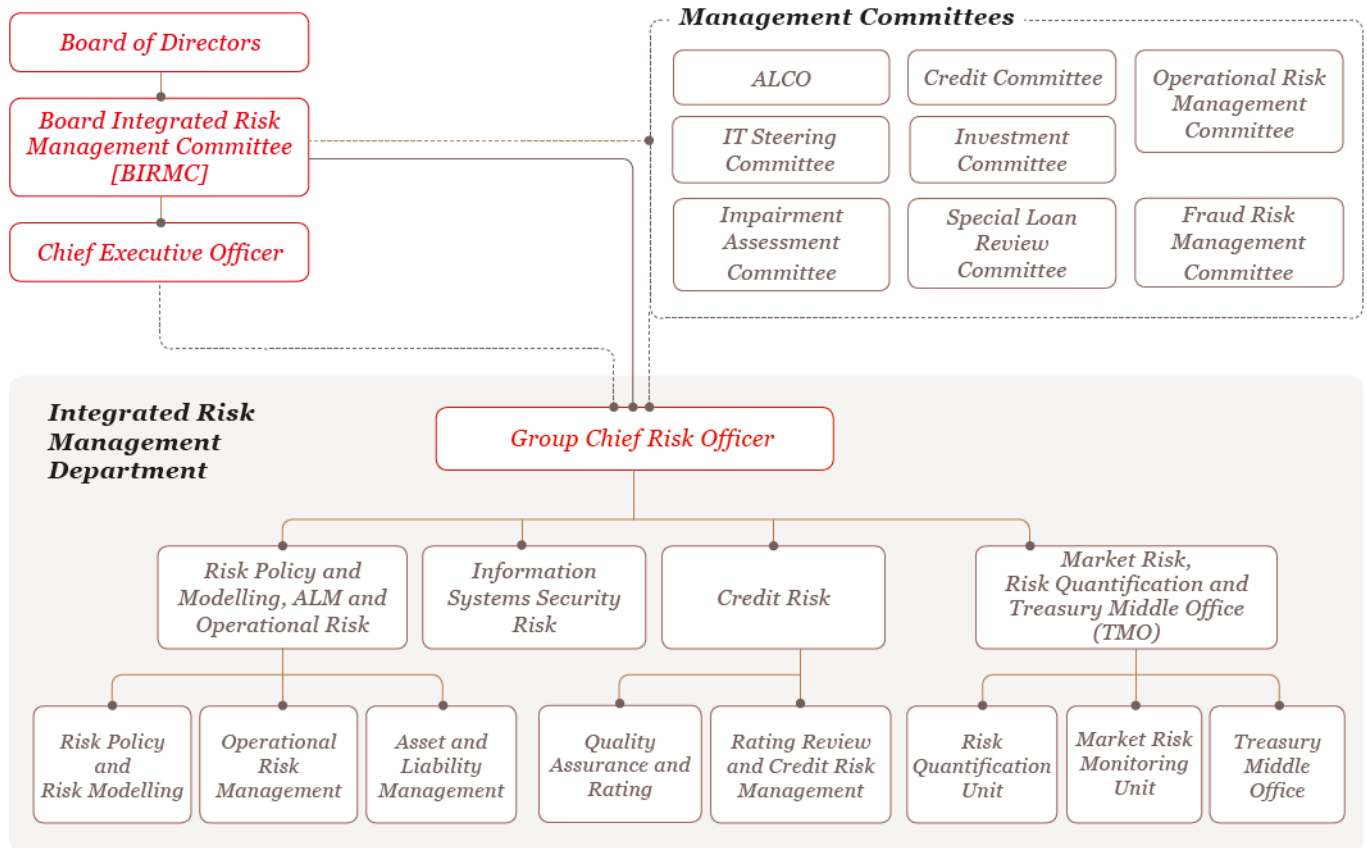 Management Committees
Board of Directors
Board Integrated Risk
Management Committee
[BIRMC]
Chief Executive Officer
ALCO
Credit Committee
Operational Risk
Management
Committee
IT Steering
Committee
Investment
Committee
Impairment
Assessment
Committee
Special Loan
Review
Committee
Fraud Risk
Management
Committee
Integrated Risk
Management
Department
Group Chief Risk Officer
Risk Policy and
Modelling, ALM and
Operational Risk
Information
Systems Security
Risk
Credit Risk
Market Risk,
Risk Quantification and
Treasury Middle Office
(TMO)
Risk Policy
and
Risk Modelling
Operational
Risk
Management
Asset and
Liability
Management
Quality
Assurance and
Rating
Rating Review
and Credit Risk
Management
Risk
Quantification
Unit
Market Risk
Monitoring
Unit
Treasury
Middle
Office